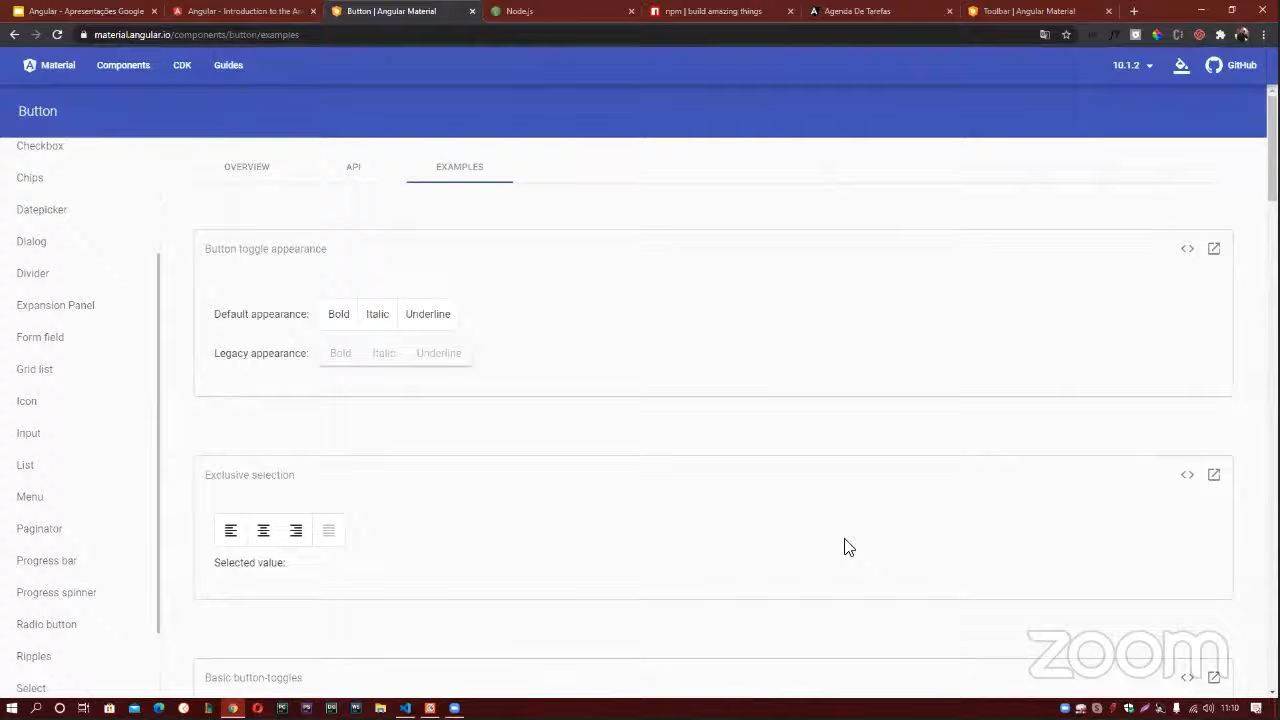 Angular - Apresentações Google
Angular - Introduction to the An
Button | Angular Material
Node.js
npm | build amazing things
Agenda De Tarefas
Toolbar | Angular Material
material.angular.io/components/button/examples
Material
Components
CDK
Guides
10.1.2
GitHub
Button
Checkbox
Chips
Datepicker
Dialog
Divider
Expansion Panel
Form field
Grid list
Icon
Input
List
Menu
Paginator
Progress bar
Progress spinner
Radio button
Ripples
Select
OVERVIEW
API
EXAMPLES
Button toggle appearance
Default appearance: Bold Italic Underline
Legacy appearance: Bold Italic Underline
Exclusive selection
Selected value:
Basic button-toggles
zoom
11:10